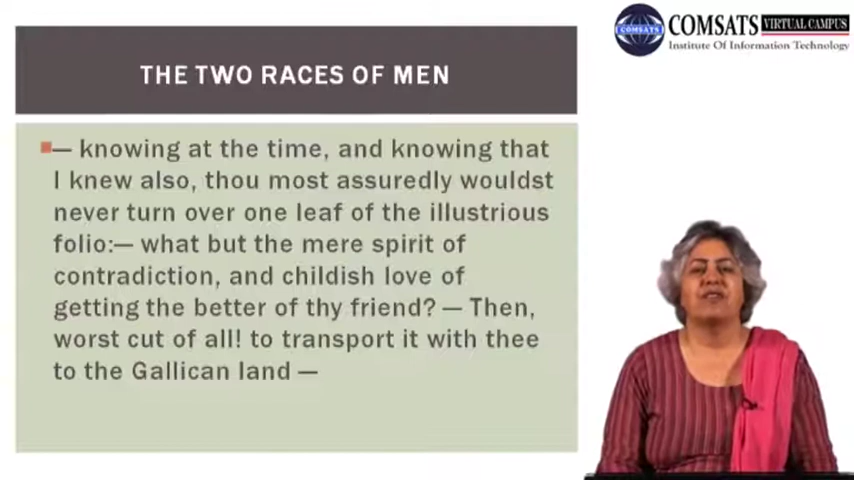 COMSATS VIRTUAL CAMPUS
COMSATS Institute Of Information Technology
THE TWO RACES OF MEN
— knowing at the time, and knowing that
I knew also, thou most assuredly wouldst
never turn over one leaf of the illustrious
folio:— what but the mere spirit of
contradiction, and childish love of
getting the better of thy friend? — Then,
worst cut of all! to transport it with thee
to the Gallican land —